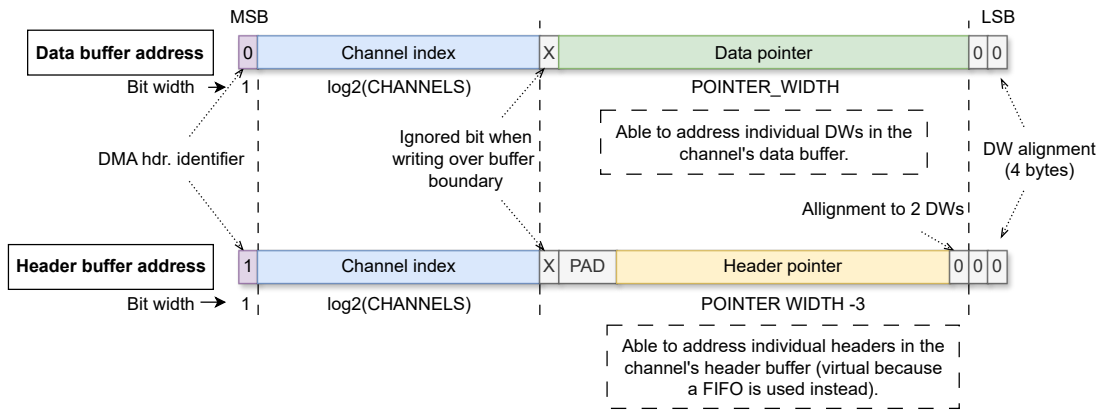 MSB
LSB
Data buffer address
0
Channel index
X
Data pointer
0 0
Bit width
1
log2(CHANNELS)
POINTER_WIDTH
DMA hdr. identifier
Ignored bit when
writing over buffer
boundary
Able to address individual DWs in the
channel's data buffer.
DW alignment
(4 bytes)
Allignment to 2 DWs
Header buffer address
1
Channel index
X
PAD
Header pointer
0 0 0
Bit width
1
log2(CHANNELS)
POINTER WIDTH -3
Able to address individual headers in the
channel's header buffer (virtual because
a FIFO is used instead).